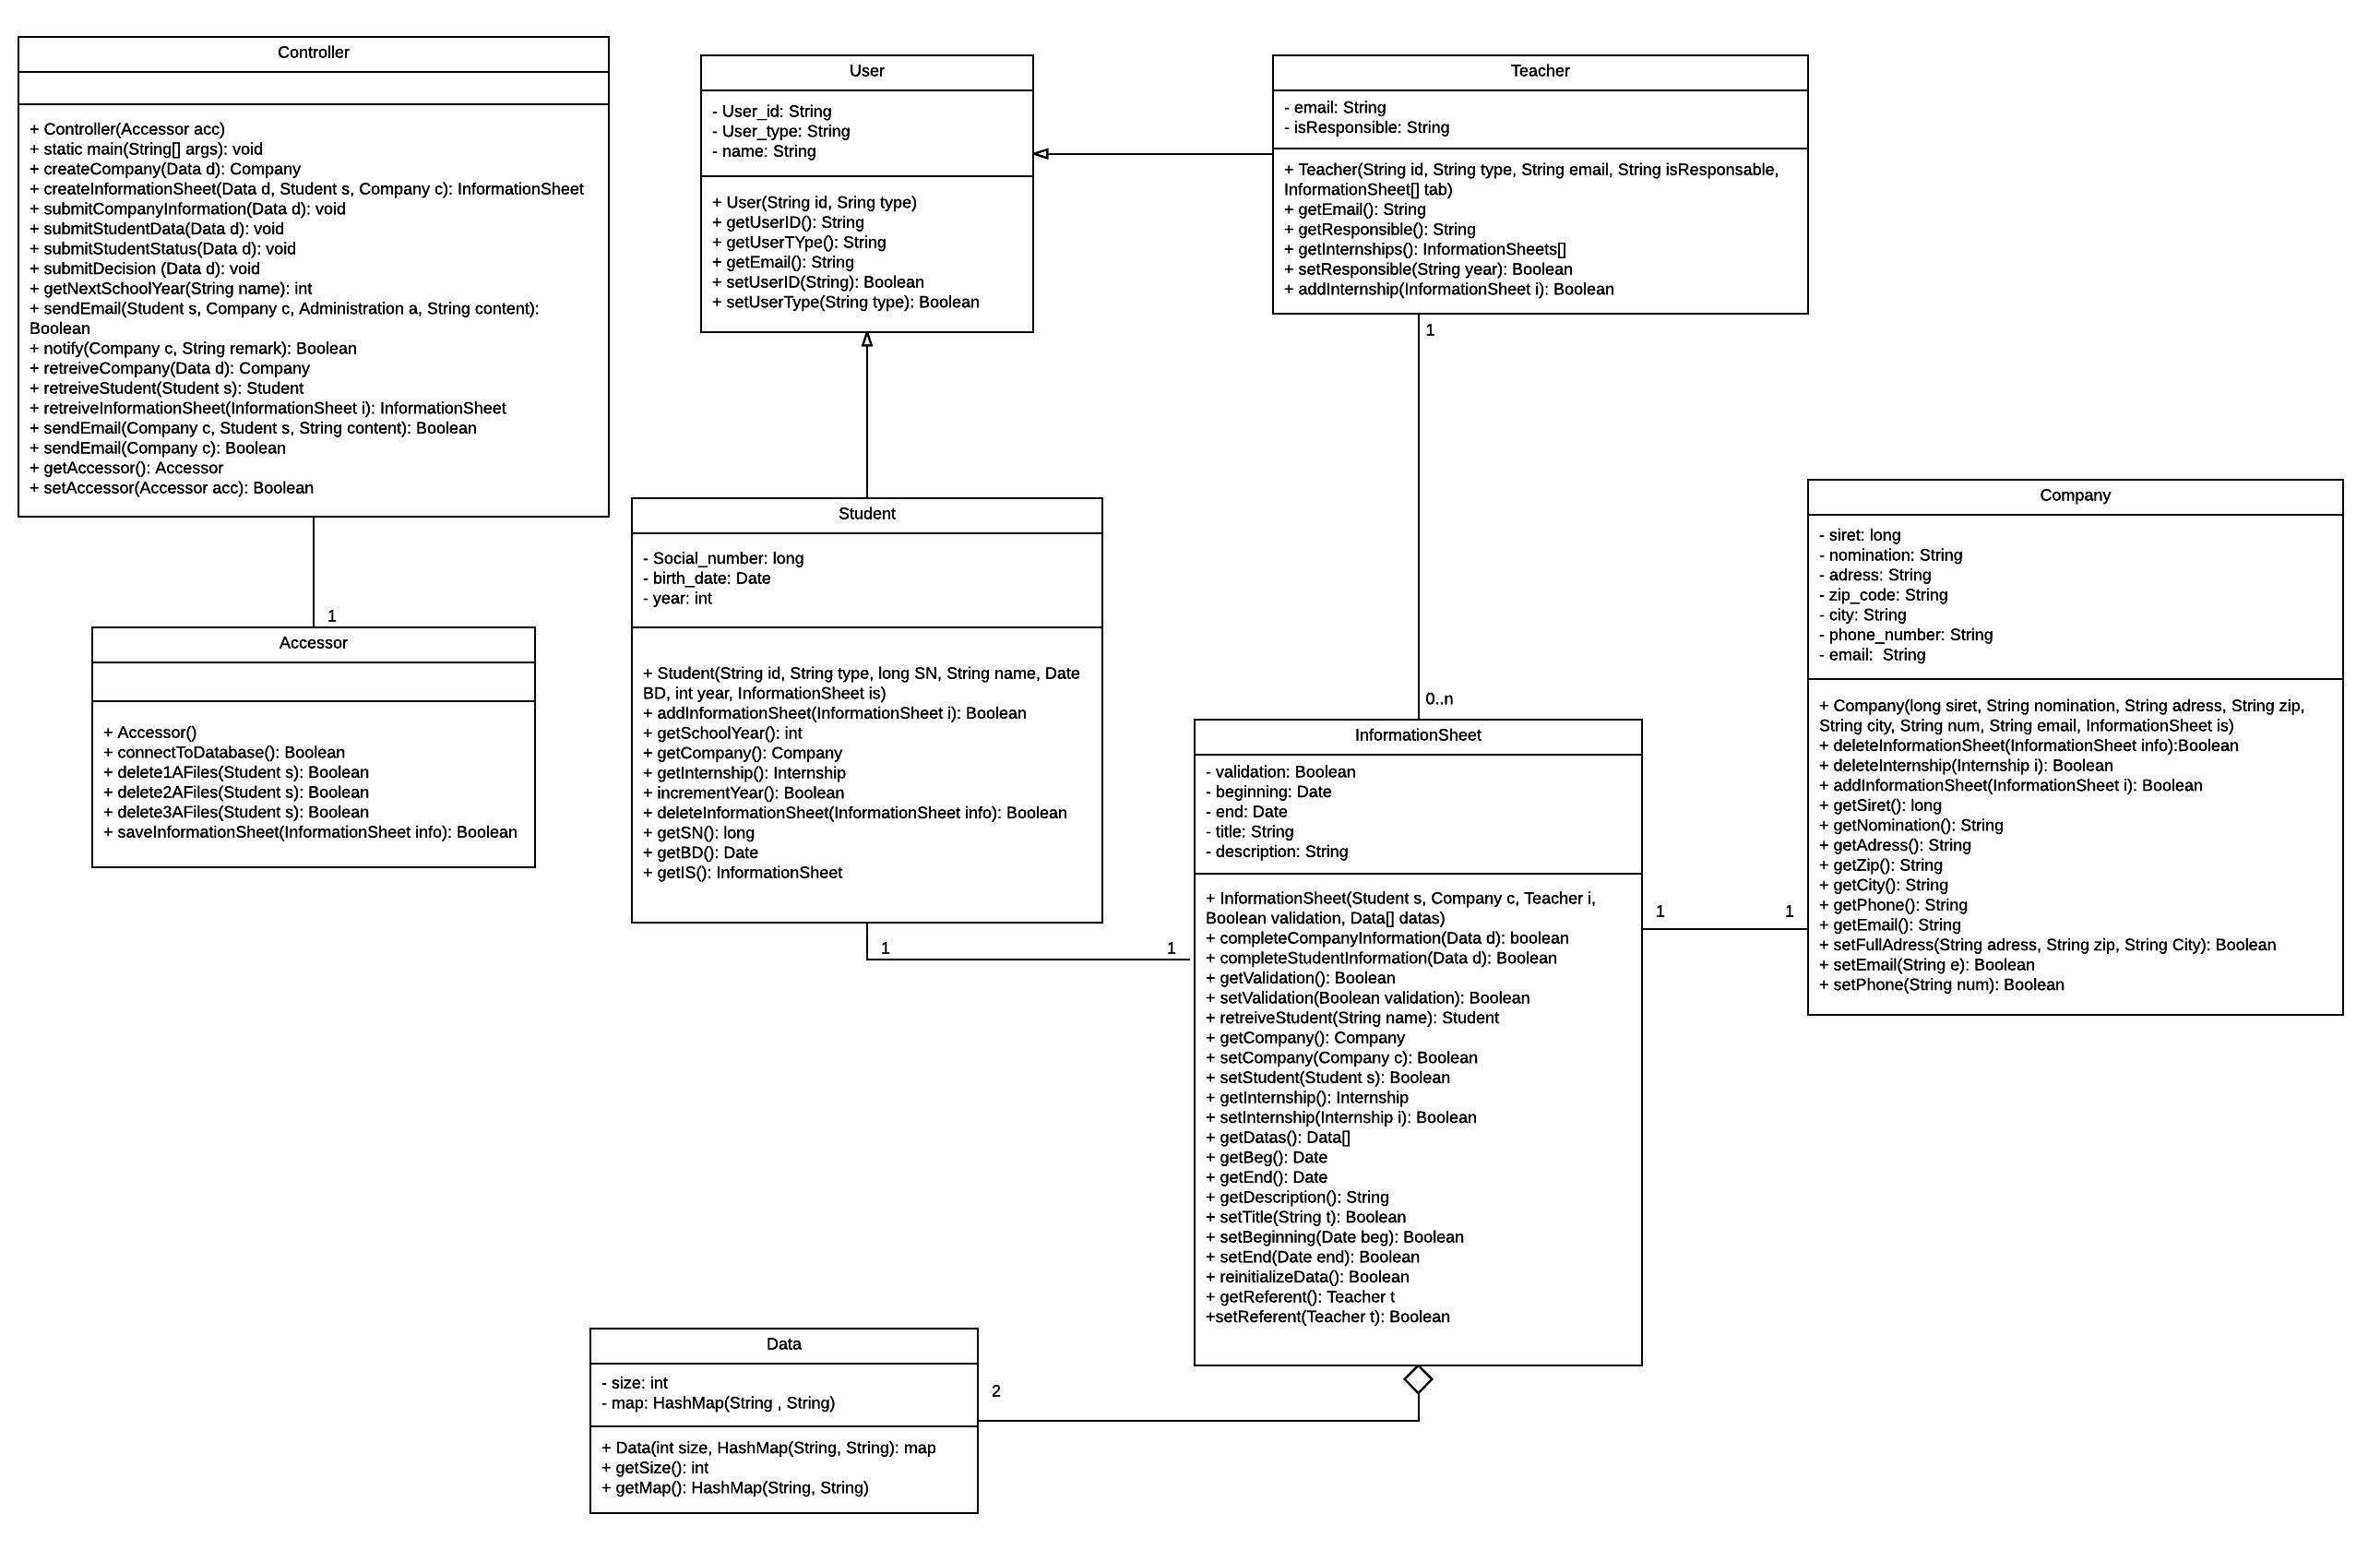 Controller
+ Controller(Accessor acc)
+ static main(String[] args): void
+ createCompany(Data d): Company
+ createInformationSheet(Data d, Student s, Company c): InformationSheet
+ submitCompanyInformation(Data d): void
+ submitStudentData(Data d): void
+ submitStudentStatus(Data d): void
+ submitDecision (Data d): void
+ getNextSchoolYear(String name): int
+ sendEmail(Student s, Company c, Administration a, String content):
Boolean
+ notify(Company c, String remark): Boolean
+ retreiveCompany(Data d): Company
+ retreiveStudent(Student s): Student
+ retreiveInformationSheet(InformationSheet i): InformationSheet
+ sendEmail(Company c, Student s, String content): Boolean
+ sendEmail(Company c): Boolean
+ getAccessor(): Accessor
+ setAccessor(Accessor acc): Boolean
1
Accessor
+ Accessor()
+ connectToDatabase(): Boolean
+ delete1AFiles(Student s): Boolean
+ delete2AFiles(Student s): Boolean
+ delete3AFiles(Student s): Boolean
+ saveInformationSheet(InformationSheet info): Boolean
User
- User_id: String
- User_type: String
- name: String
+ User(String id, Sring type)
+ getUserID(): String
+ getUserTYpe(): String
+ getEmail(): String
+ setUserID(String): Boolean
+ setUserType(String type): Boolean
Teacher
- email: String
- isResponsible: String
+ Teacher(String id, String type, String email, String isResponsable,
InformationSheet[] tab)
+ getEmail(): String
+ getResponsible(): String
+ getInternships(): InformationSheets[]
+ setResponsible(String year): Boolean
+ addInternship(InformationSheet i): Boolean
1
0..n
Student
- Social_number: long
- birth_date: Date
- year: int
+ Student(String id, String type, long SN, String name, Date
BD, int year, InformationSheet is)
+ addInformationSheet(InformationSheet i): Boolean
+ getSchoolYear(): int
+ getCompany(): Company
+ getInternship(): Internship
+ incrementYear(): Boolean
+ deleteInformationSheet(InformationSheet info): Boolean
+ getSN(): long
+ getBD(): Date
+ getIS(): InformationSheet
1
1
InformationSheet
- validation: Boolean
- beginning: Date
- end: Date
- title: String
- description: String
+ InformationSheet(Student s, Company c, Teacher i,
Boolean validation, Data[] datas)
+ completeCompanyInformation(Data d): boolean
+ completeStudentInformation(Data d): Boolean
+ getValidation(): Boolean
+ setValidation(Boolean validation): Boolean
+ retreiveStudent(String name): Student
+ getCompany(): Company
+ setCompany(Company c): Boolean
+ setStudent(Student s): Boolean
+ getInternship(): Internship
+ setInternship(Internship i): Boolean
+ getDatas(): Data[]
+ getBeg(): Date
+ getEnd(): Date
+ getDescription(): String
+ setTitle(String t): Boolean
+ setBeginning(Date beg): Boolean
+ setEnd(Date end): Boolean
+ reinitializeData(): Boolean
+ getReferent(): Teacher t
+setReferent(Teacher t): Boolean
1
1
Company
- siret: long
- nomination: String
- adress: String
- zip_code: String
- city: String
- phone_number: String
- email:  String
+ Company(long siret, String nomination, String adress, String zip,
String city, String num, String email, InformationSheet is)
+ deleteInformationSheet(InformationSheet info):Boolean
+ deleteInternship(Internship i): Boolean
+ addInformationSheet(InformationSheet i): Boolean
+ getSiret(): long
+ getNomination(): String
+ getAdress(): String
+ getZip(): String
+ getCity(): String
+ getPhone(): String
+ getEmail(): String
+ setFullAdress(String adress, String zip, String City): Boolean
+ setEmail(String e): Boolean
+ setPhone(String num): Boolean
Data
- size: int
- map: HashMap(String , String)
+ Data(int size, HashMap(String, String): map
+ getSize(): int
+ getMap(): HashMap(String, String)
2